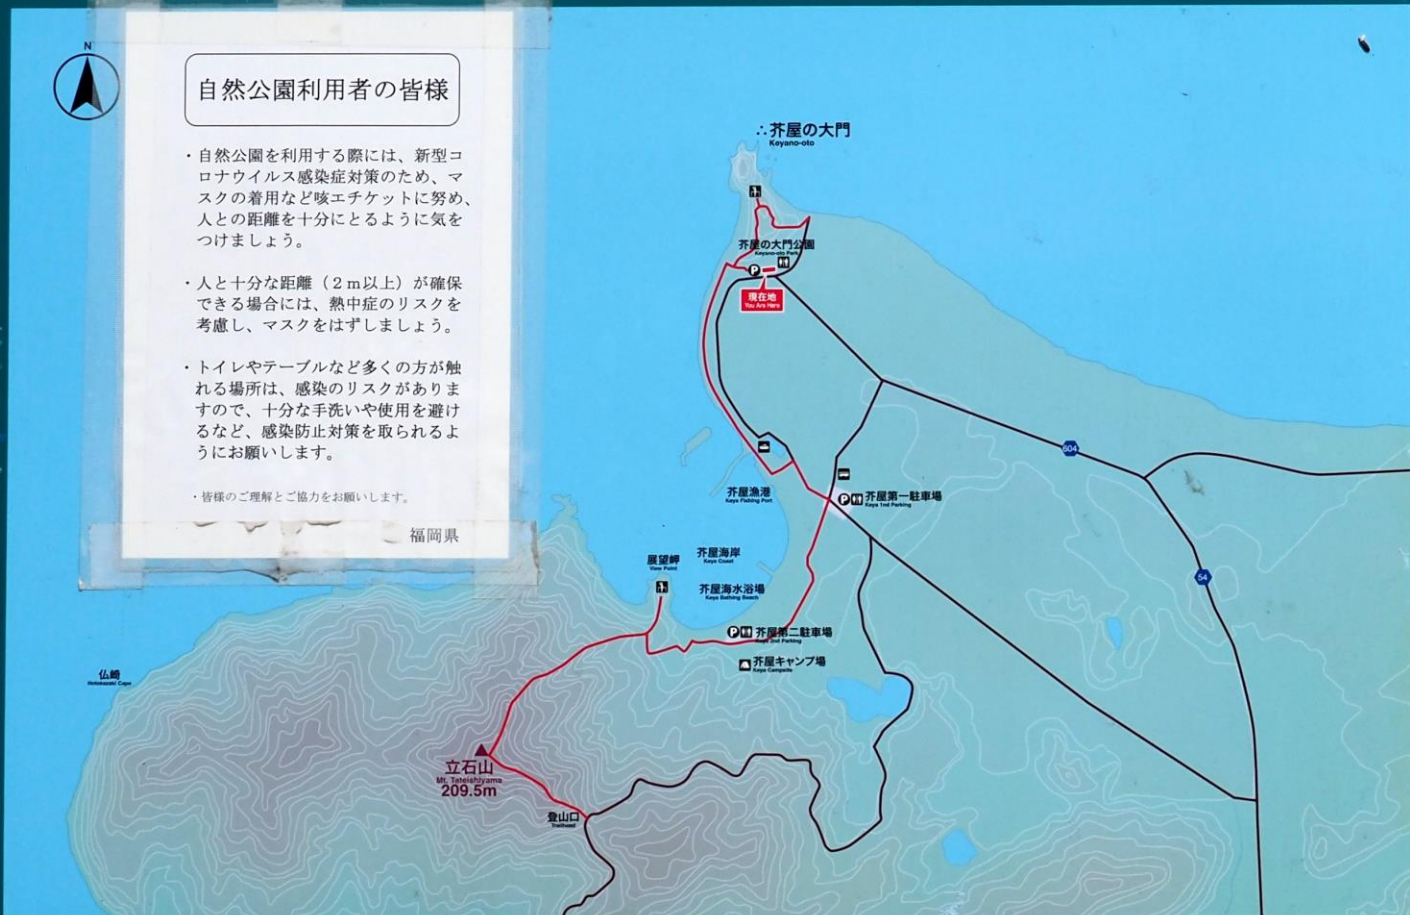 N
自然公園利用者の皆様
・自然公園を利用する際には、新型コ
ロナウイルス感染症対策のため、マ
スクの着用など咳エチケットに努め、
人との距離を十分にとるように気を
つけましょう。
・人と十分な距離（２ｍ以上）が確保
できる場合には、熱中症のリスクを
考慮し、マスクをはずしましょう。
・トイレやテーブルなど多くの方が触
れる場所は、感染のリスクがありま
すので、十分な手洗いや使用を避け
るなど、感染防止対策を取られるよ
うにお願いします。
・皆様のご理解とご協力をお願いします。
福岡県
芥屋の大門
Keyano-oto
芥屋の大門公園
Keyano-oto Park
P
現在地
You Are Here
604
芥屋漁港
Keya Fishing Port
P
芥屋第一駐車場
Keya 1nd Parking
展望岬
View Point
芥屋海岸
Keya Coast
54
芥屋海水浴場
Keya Bathing Beach
P
芥屋第二駐車場
Keya 2nd Parking
芥屋キャンプ場
Keya Campsite
仏崎
Hotokezaki Cape
立石山
Mt. Tateishiyama
209.5m
登山口
Trailhead